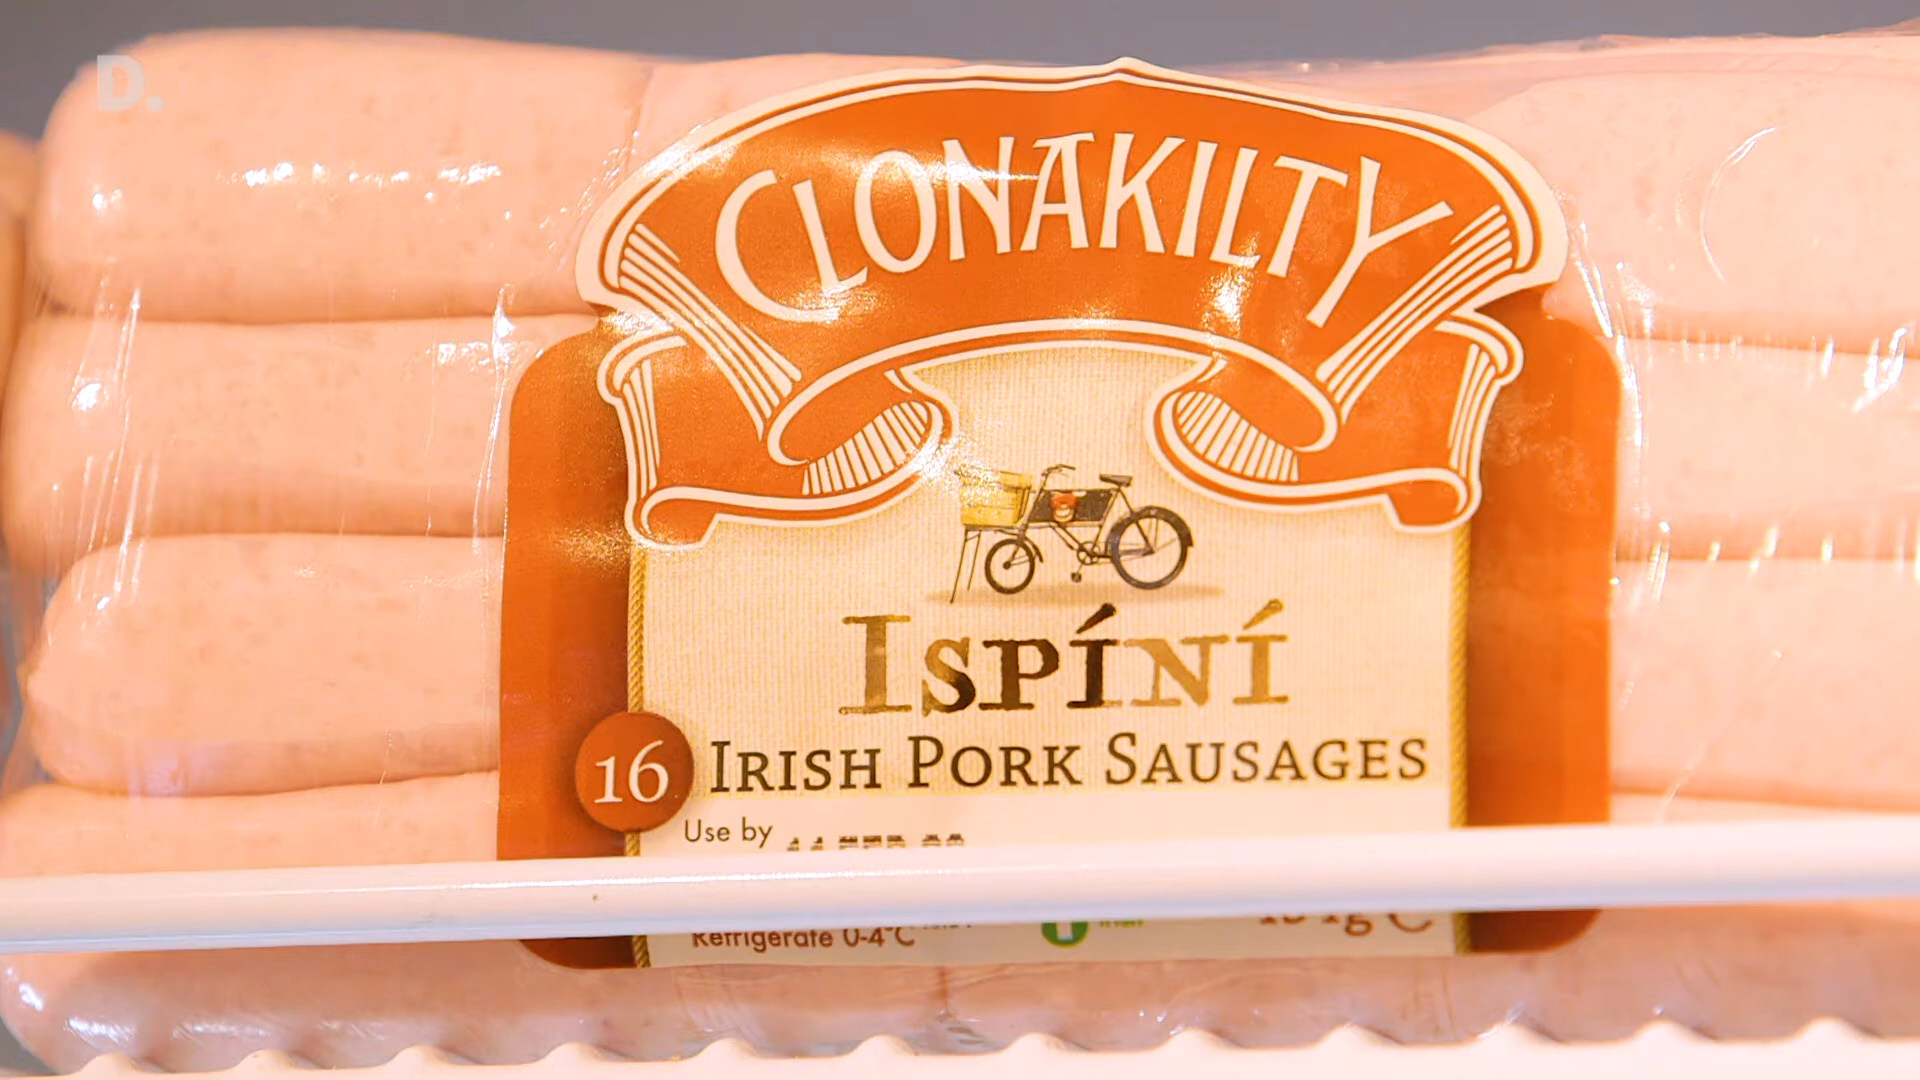 D.
CLONAKILTY
ISPÍNÍ
16 IRISH PORK SAUSAGES
Use by
Refrigerate 0-4°C